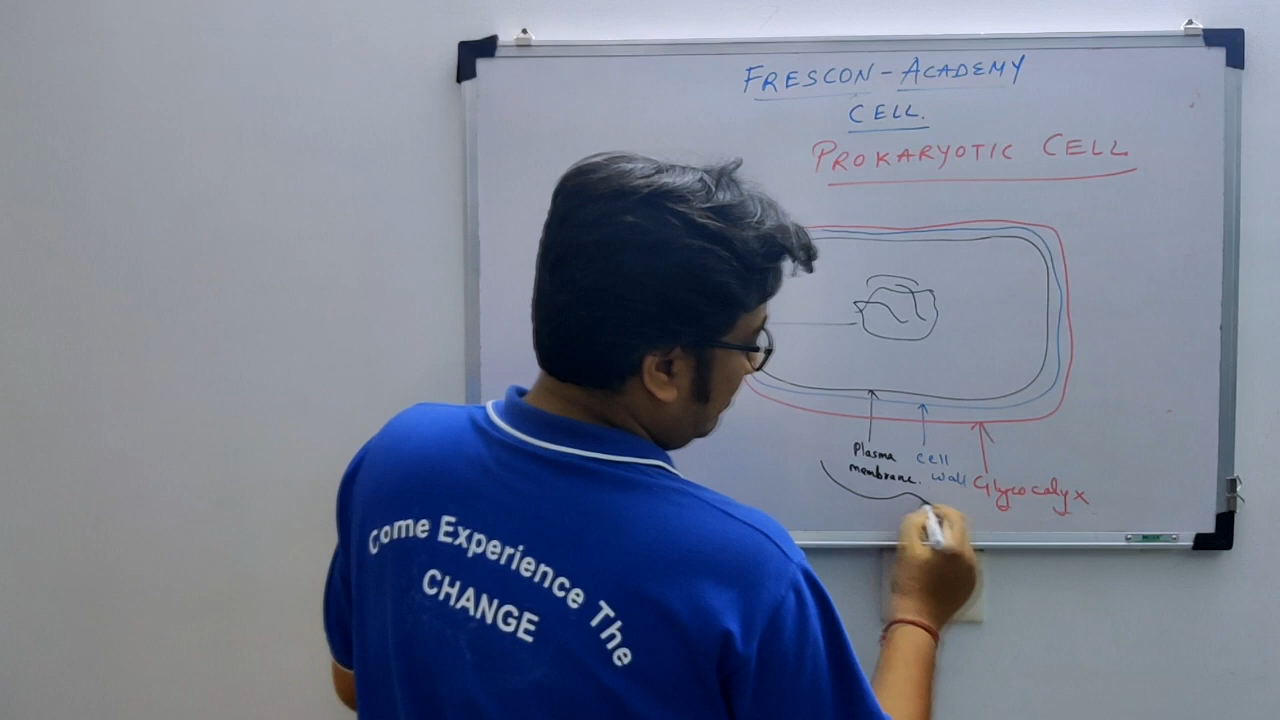 FRESCON - ACADEMY
CELL.
PROKARYOTIC CELL
Plasma
membrane.
cell
wall
Glycocalyx
Come Experience The
CHANGE